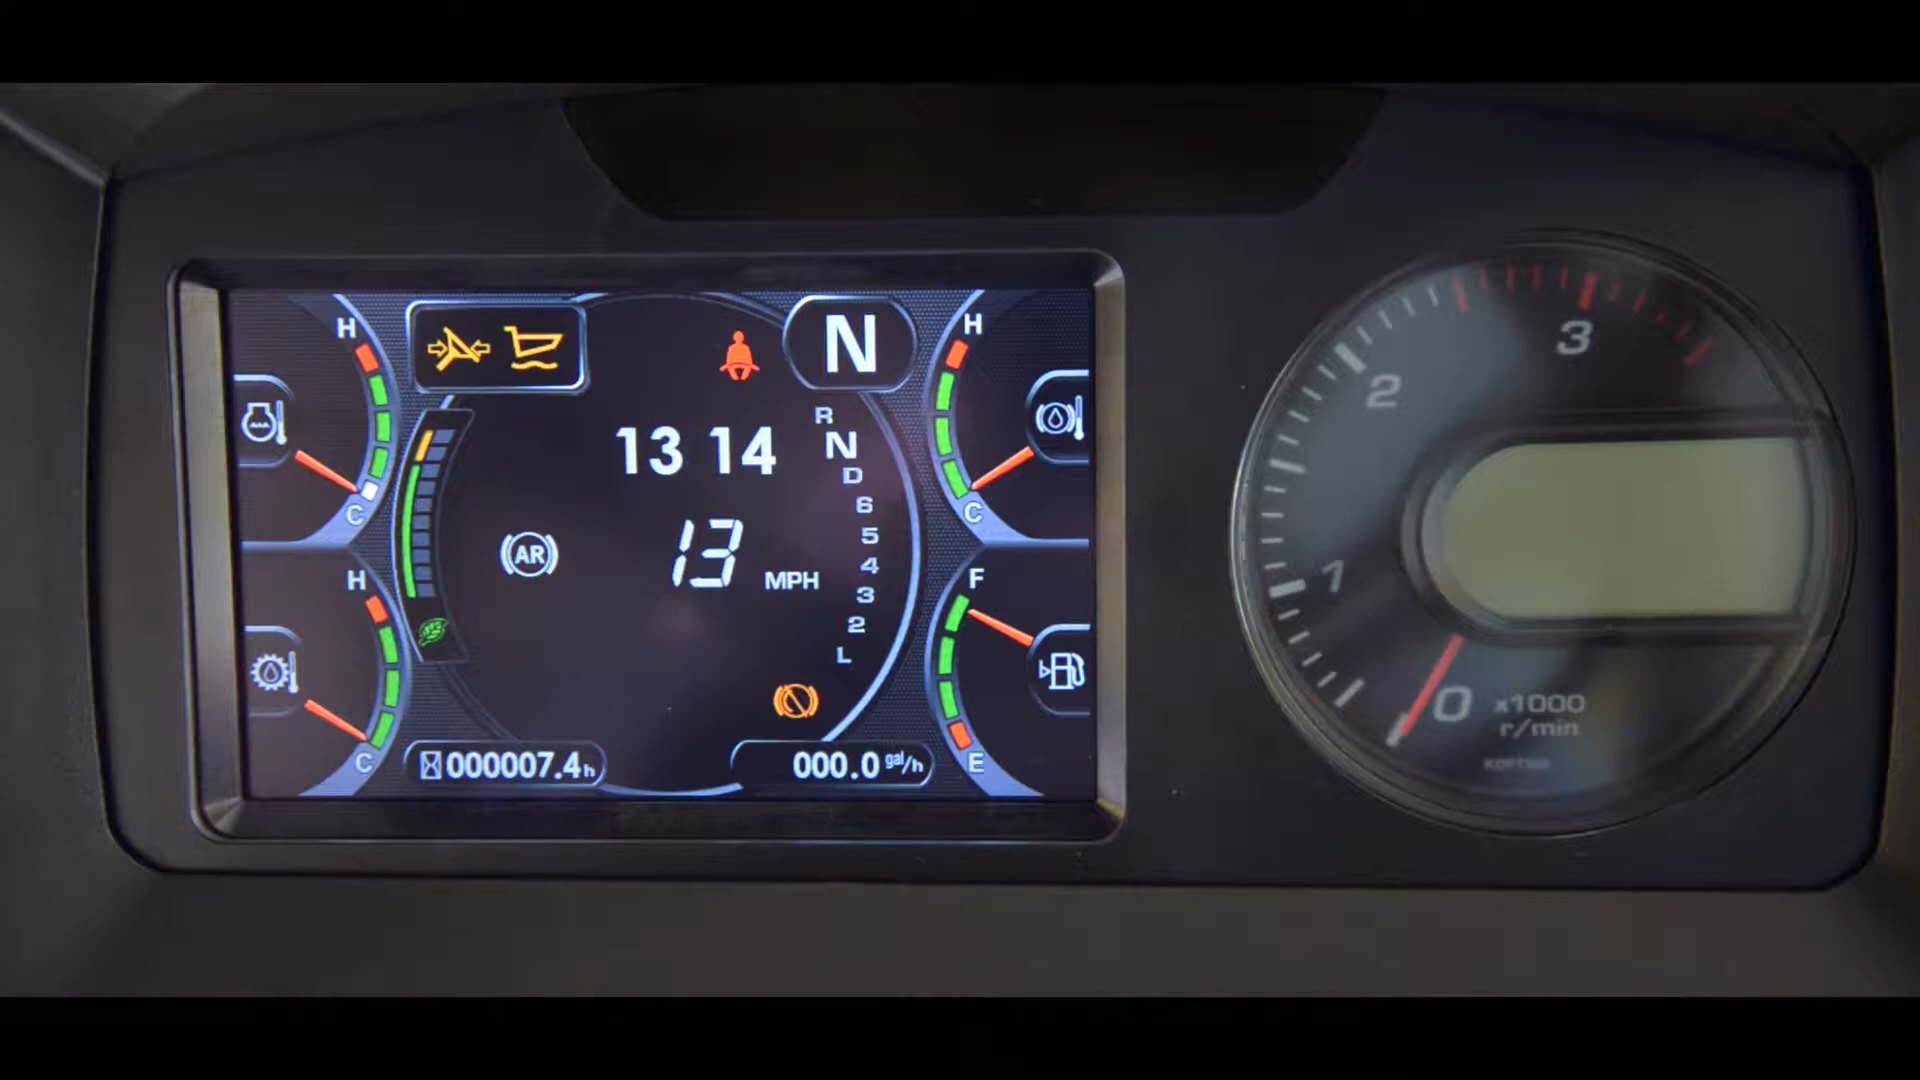 H
N
H
R
13 14
N
D
6
C
C
5
AR
13 MPH
4
H
F
3
2
L
C
000007.4h
000.0 gal/h
E
3
2
1
0
x1000
r/min